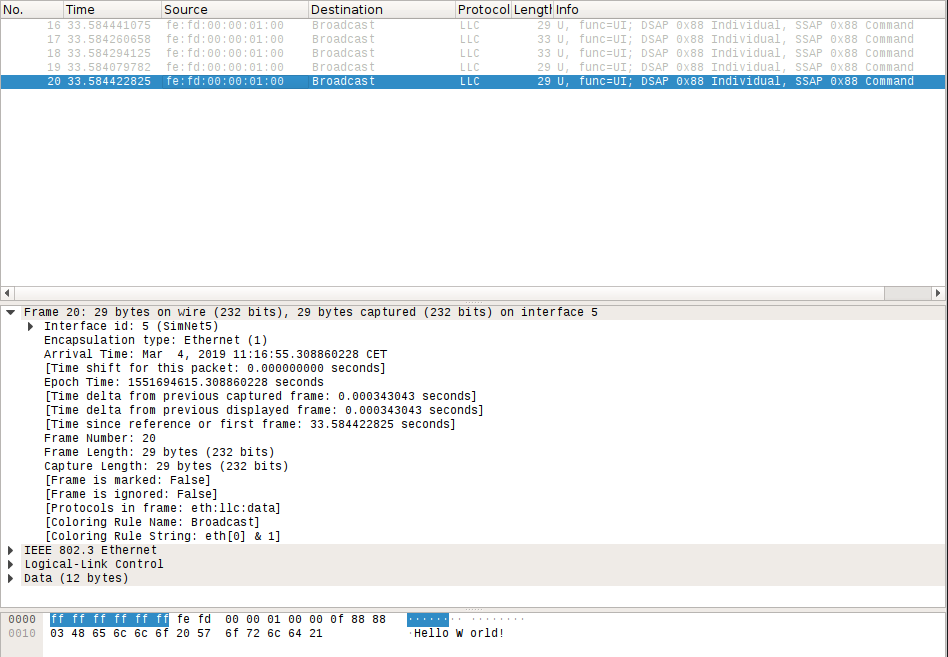 No. Time Source Destination Protocol Lengtl Info
16 33.584441075 fe:fd:00:00:01:00 Broadcast LLC 29 U, func=UI; DSAP 0x88 Individual, SSAP 0x88 Command
17 33.584260658 fe:fd:00:00:01:00 Broadcast LLC 33 U, func=UI; DSAP 0x88 Individual, SSAP 0x88 Command
18 33.584294125 fe:fd:00:00:01:00 Broadcast LLC 33 U, func=UI; DSAP 0x88 Individual, SSAP 0x88 Command
19 33.584079782 fe:fd:00:00:01:00 Broadcast LLC 29 U, func=UI; DSAP 0x88 Individual, SSAP 0x88 Command
20 33.584422825 fe:fd:00:00:01:00 Broadcast LLC 29 U, func=UI; DSAP 0x88 Individual, SSAP 0x88 Command
Frame 20: 29 bytes on wire (232 bits), 29 bytes captured (232 bits) on interface 5
Interface id: 5 (SimNet5)
Encapsulation type: Ethernet (1)
Arrival Time: Mar  4, 2019 11:16:55.308860228 CET
[Time shift for this packet: 0.000000000 seconds]
Epoch Time: 1551694615.308860228 seconds
[Time delta from previous captured frame: 0.000343043 seconds]
[Time delta from previous displayed frame: 0.000343043 seconds]
[Time since reference or first frame: 33.584422825 seconds]
Frame Number: 20
Frame Length: 29 bytes (232 bits)
Capture Length: 29 bytes (232 bits)
[Frame is marked: False]
[Frame is ignored: False]
[Protocols in frame: eth:llc:data]
[Coloring Rule Name: Broadcast]
[Coloring Rule String: eth[0] & 1]
IEEE 802.3 Ethernet
Logical-Link Control
Data (12 bytes)
0000 ff ff ff ff ff ff fe fd 00 00 01 00 00 0f 88 88 ········ ········
0010 03 48 65 6c 6c 6f 20 57 6f 72 6c 64 21 ·Hello W orld!